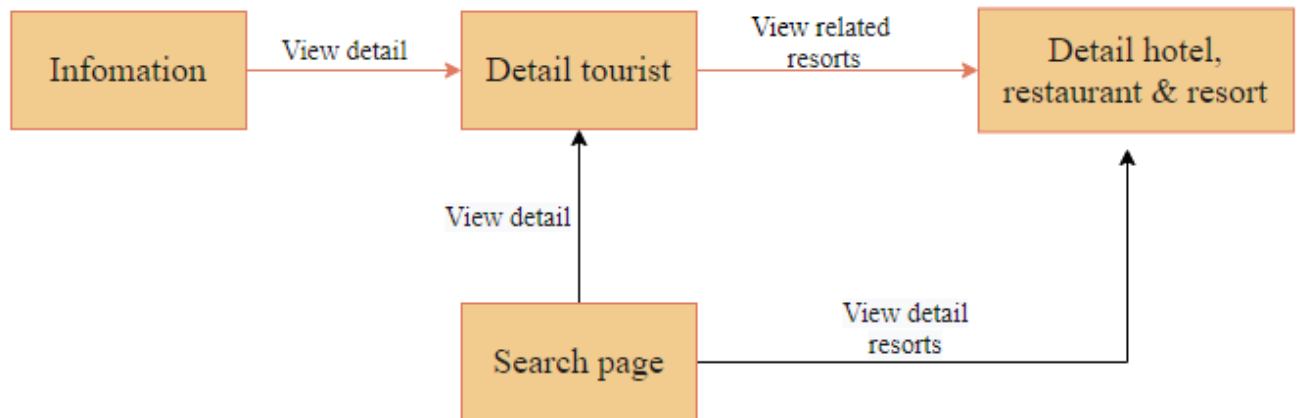 Infomation
View detail
Detail tourist
View related
resorts
Detail hotel,
restaurant & resort
View detail
Search page
View detail
resorts